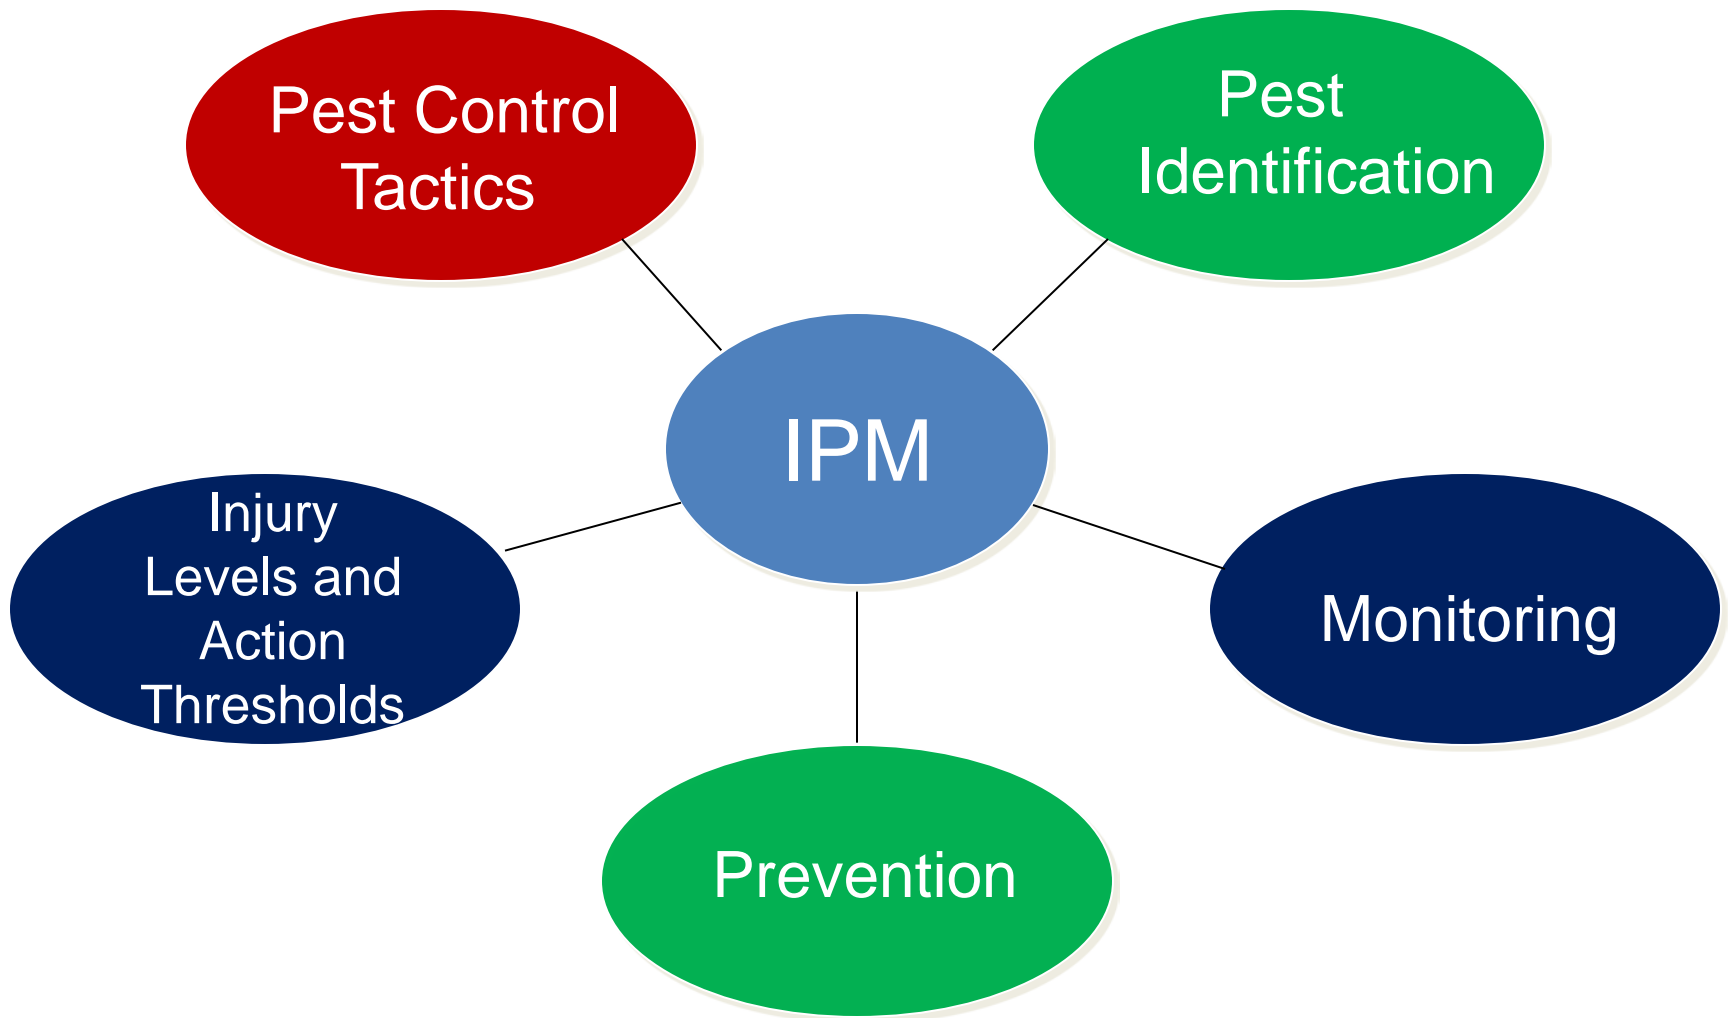 Pest Control
Tactics
Pest
Identification
IPM
Injury
Levels and
Action
Thresholds
Monitoring
Prevention